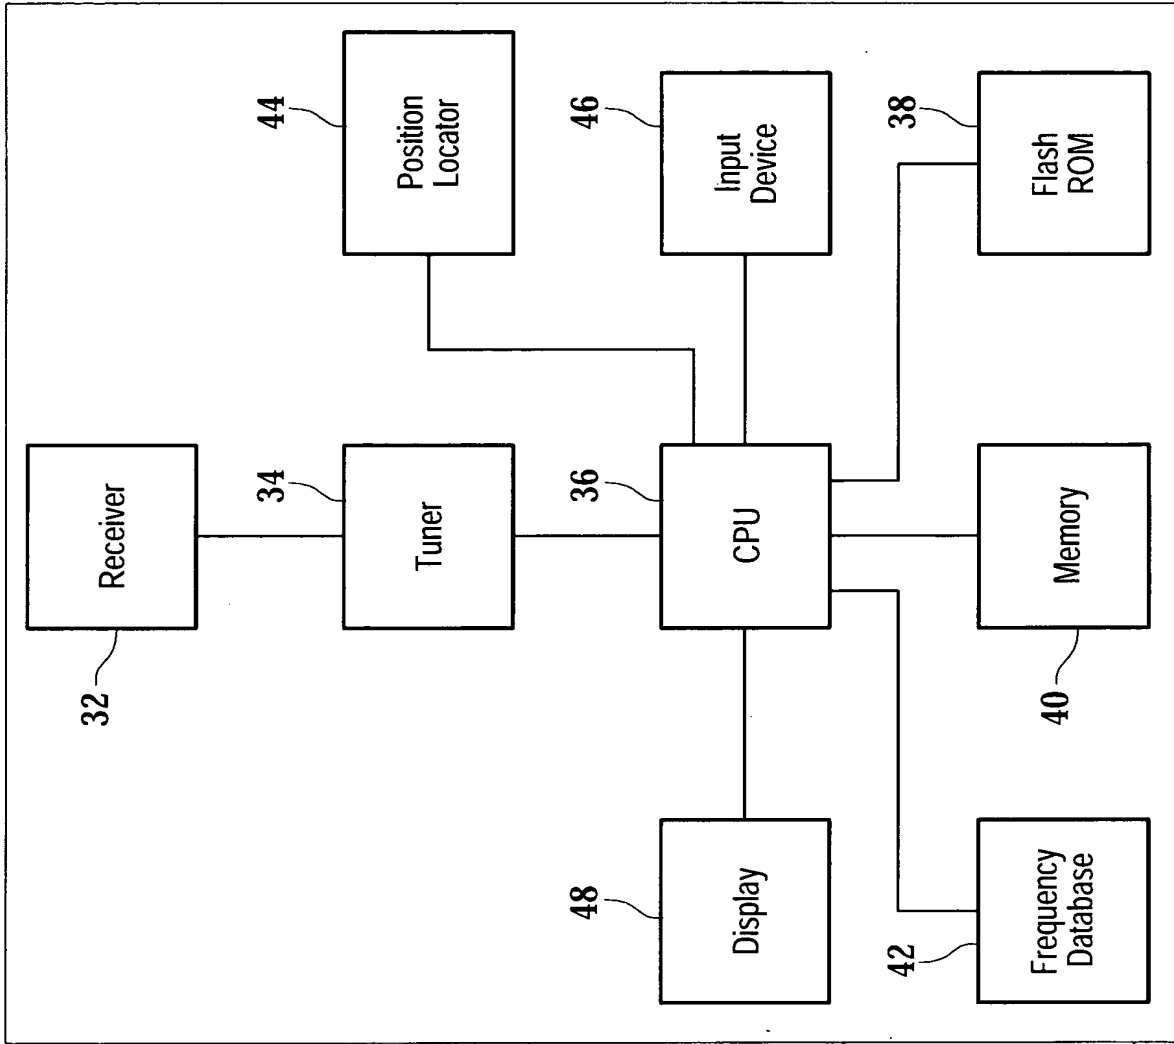 32
Receiver
34
Tuner
44
Position
Locator
48
Display
36
CPU
46
Input
Device
42
Frequency
Database
40
Memory
38
Flash
ROM